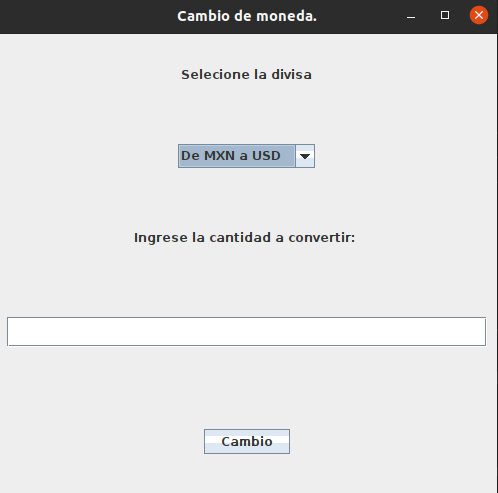 Cambio de moneda.
Selecione la divisa
De MXN a USD
Ingrese la cantidad a convertir:
Cambio